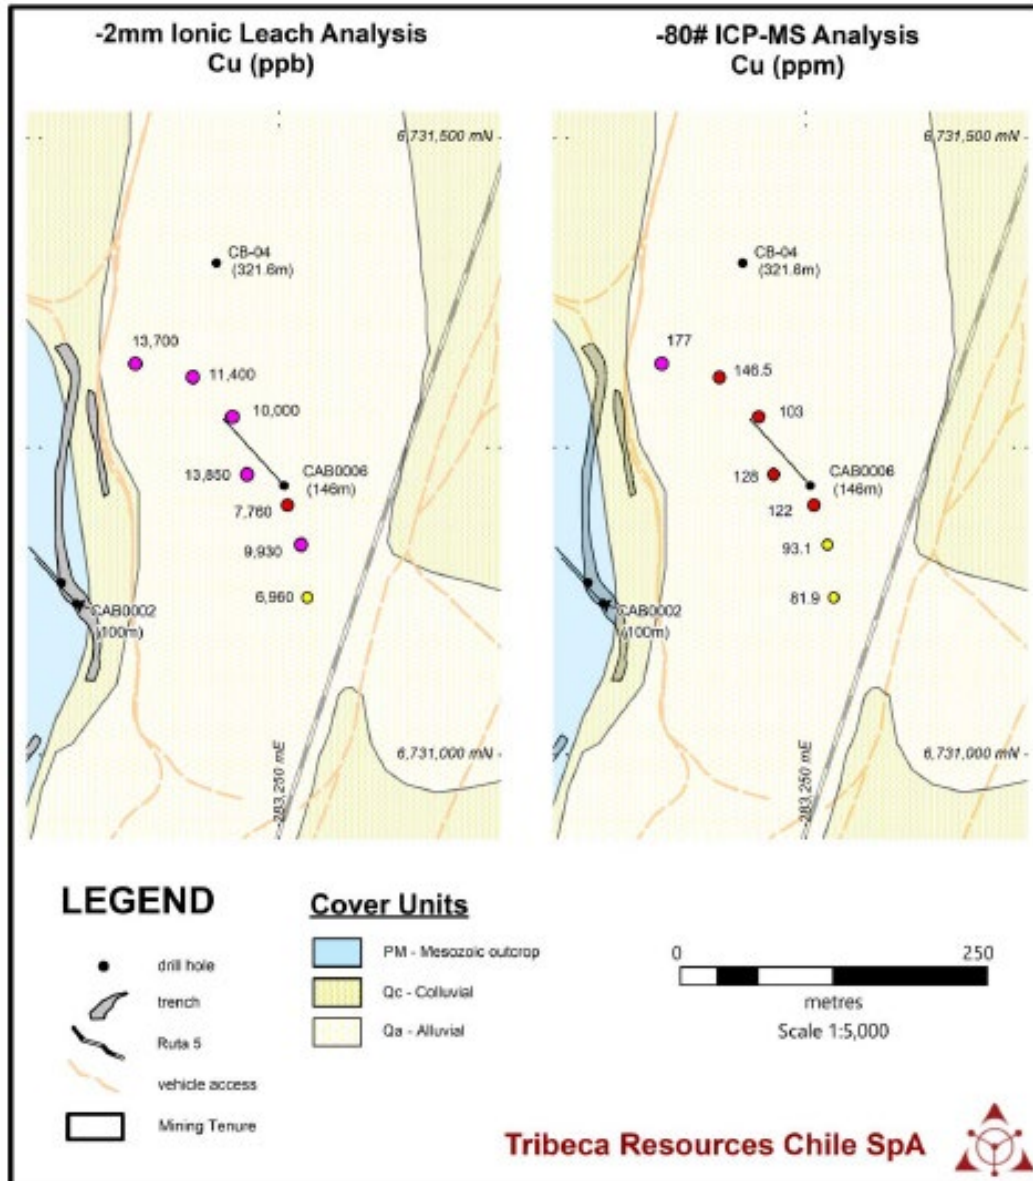 -2mm Ionic Leach Analysis
Cu (ppb)
6,731,500 mN
CB-04
(321.6m)
13,700
11,400
10,000
13,850
CAB0006
(146m)
7,760
9,930
6,960
CAB0002
(100m)
6,731,000 mN
283,250 mE
-80# ICP-MS Analysis
Cu (ppm)
6,731,500 mN
CB-04
(321.6m)
177
146.5
103
128
CAB0006
(146m)
122
93.1
81.9
CAB0002
(100m)
6,731,000 mN
283,250 mE
LEGEND
drill hole
trench
Ruta 5
vehicle access
Mining Tenure
Cover Units
PM - Mesozoic outcrop
Qc - Colluvial
Qa - Alluvial
0 250
metres
Scale 1:5,000
Tribeca Resources Chile SpA